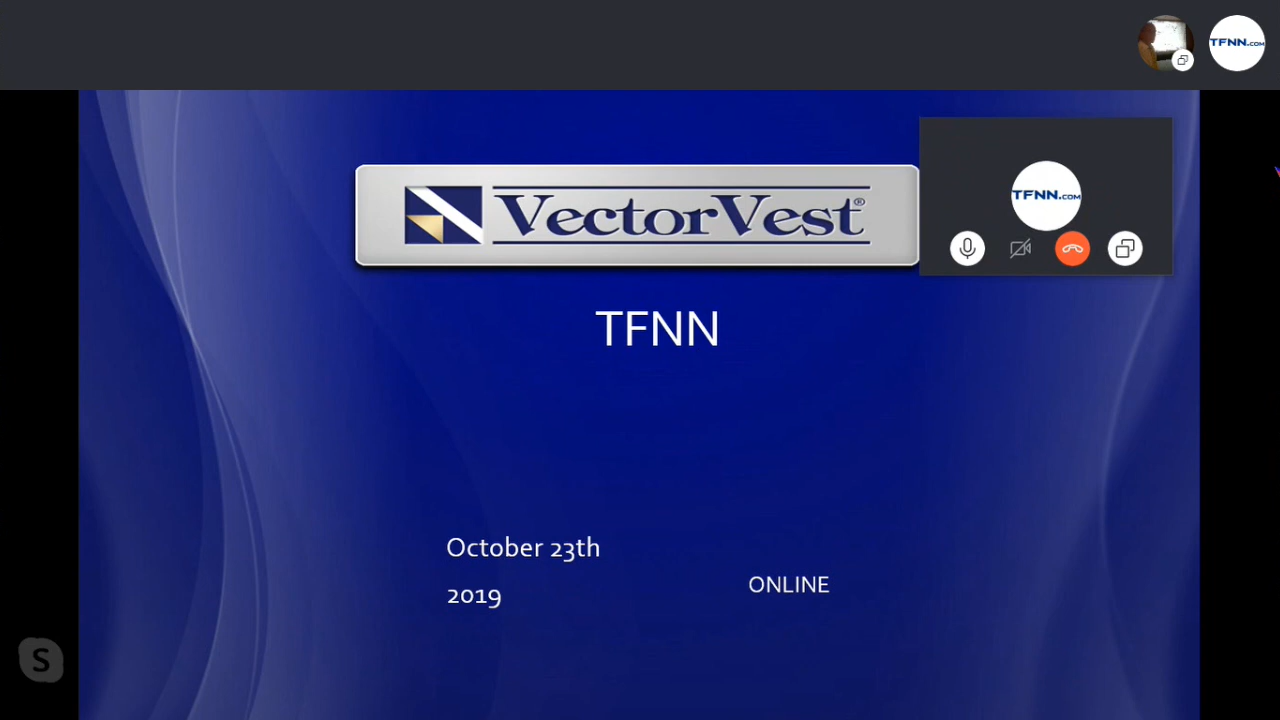 TFNN.COM
VectorVest®
TFNN.COM
TFNN
October 23th
2019
ONLINE
S